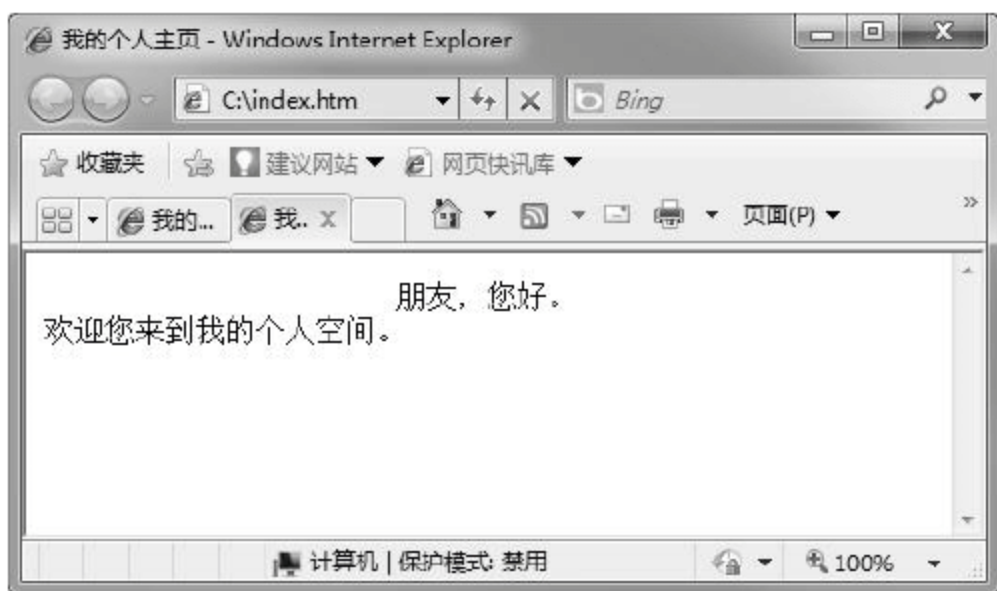 我的个人主页 - Windows Internet Explorer
C:\index.htm
Bing
收藏夹
建议网站
网页快讯库
我的...
我..
页面(P)
»
朋友，您好。
欢迎您来到我的个人空间。
计算机 | 保护模式: 禁用
100%